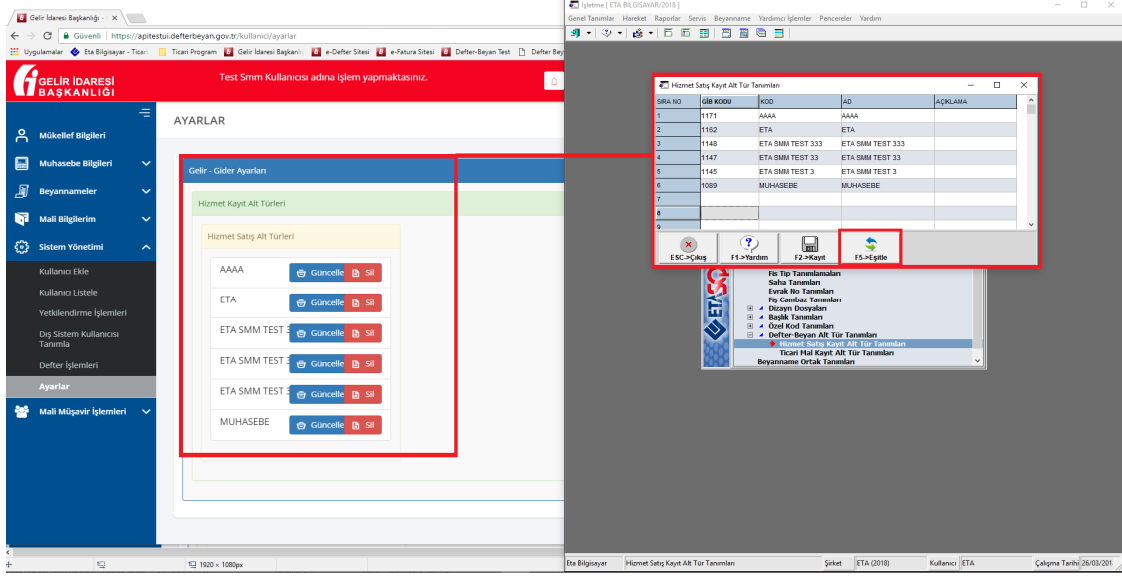 Gelir İdaresi Başkanlığı -
Güvenli | https://apitestui.defterbeyan.gov.tr/kullanici/ayarlar
Uygulamalar Eta Bilgisayar - Ticari Ticari Program Gelir İdaresi Başkanlı e-Defter Sitesi e-Fatura Sitesi Defter-Beyan Test Defter Bey
GELİR İDARESİ
BAŞKANLIĞI
Test Smm Kullanıcısı adına işlem yapmaktasınız.
Mükellef Bilgileri
Muhasebe Bilgileri
Beyannameler
Mali Bilgilerim
Sistem Yönetimi
Kullanıcı Ekle
Kullanıcı Listele
Yetkilendirme İşlemleri
Dış Sistem Kullanıcısı
Tanımla
Defter İşlemleri
Ayarlar
Mali Müşavir İşlemleri
AYARLAR
Gelir - Gider Ayarları
Hizmet Kayıt Alt Türleri
Hizmet Satış Alt Türleri
AAAA Güncelle Sil
ETA Güncelle Sil
ETA SMM TEST 3 Güncelle Sil
ETA SMM TEST 3 Güncelle Sil
ETA SMM TEST 3 Güncelle Sil
MUHASEBE Güncelle Sil
1920 × 1080px
İşletme [ ETA BİLGİSAYAR/2018 ]
Genel Tanımlar Hareket Raporlar Servis Beyanname Yardımcı İşlemler Pencereler Yardım
Hizmet Satış Kayıt Alt Tür Tanımları
SIRA NO GİB KODU KOD AD AÇIKLAMA
1 1171 AAAA AAAA
2 1162 ETA ETA
3 1148 ETA SMM TEST 333 ETA SMM TEST 333
4 1147 ETA SMM TEST 33 ETA SMM TEST 33
5 1145 ETA SMM TEST 3 ETA SMM TEST 3
6 1089 MUHASEBE MUHASEBE
7
8
9
ESC->Çıkış F1->Yardım F2->Kayıt F5->Eşitle
ETA
Fiş Tip Tanımlamaları
Saha Tanımları
Evrak No Tanımları
Fiş Cambaz Tanımları
Dizayn Dosyaları
Başlık Tanımları
Özel Kod Tanımları
Defter-Beyan Alt Tür Tanımları
Hizmet Satış Kayıt Alt Tür Tanımları
Ticari Mal Kayıt Alt Tür Tanımları
Beyanname Ortak Tanımları
Eta Bilgisayar Hizmet Satış Kayıt Alt Tür Tanımları Şirket ETA (2018) Kullanıcı ETA Çalışma Tarihi 26/03/201